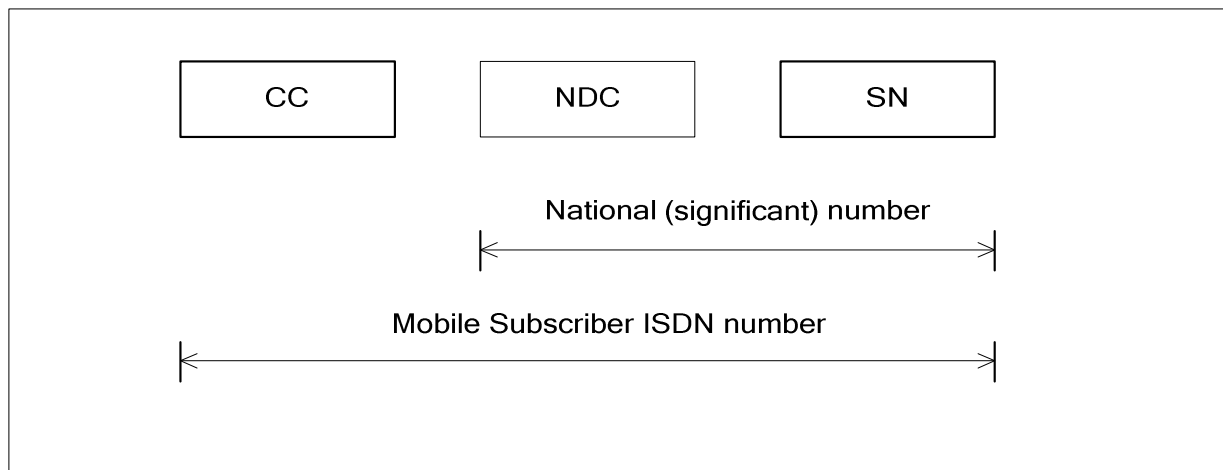 CC
NDC
SN
National (significant) number
Mobile Subscriber ISDN number